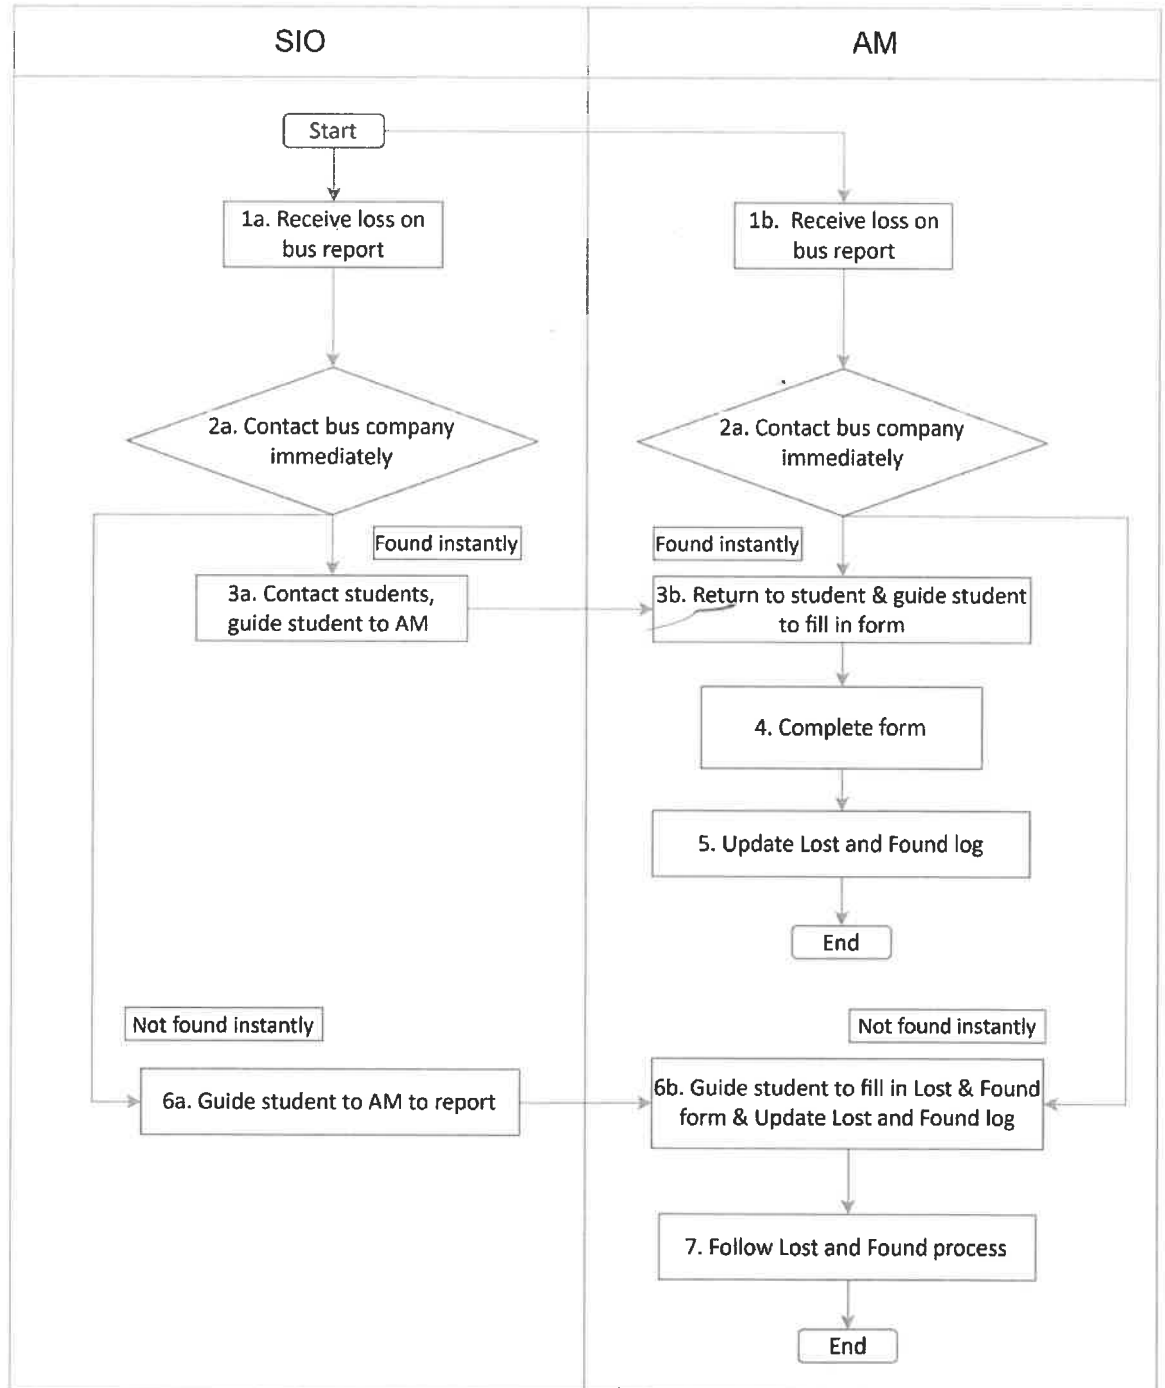 SIO
AM
Start
1a. Receive loss on
bus report
1b. Receive loss on
bus report
2a. Contact bus company
immediately
2a. Contact bus company
immediately
Found instantly
Found instantly
3a. Contact students,
guide student to AM
3b. Return to student & guide student
to fill in form
4. Complete form
5. Update Lost and Found log
End
Not found instantly
Not found instantly
6a. Guide student to AM to report
6b. Guide student to fill in Lost & Found
form & Update Lost and Found log
7. Follow Lost and Found process
End